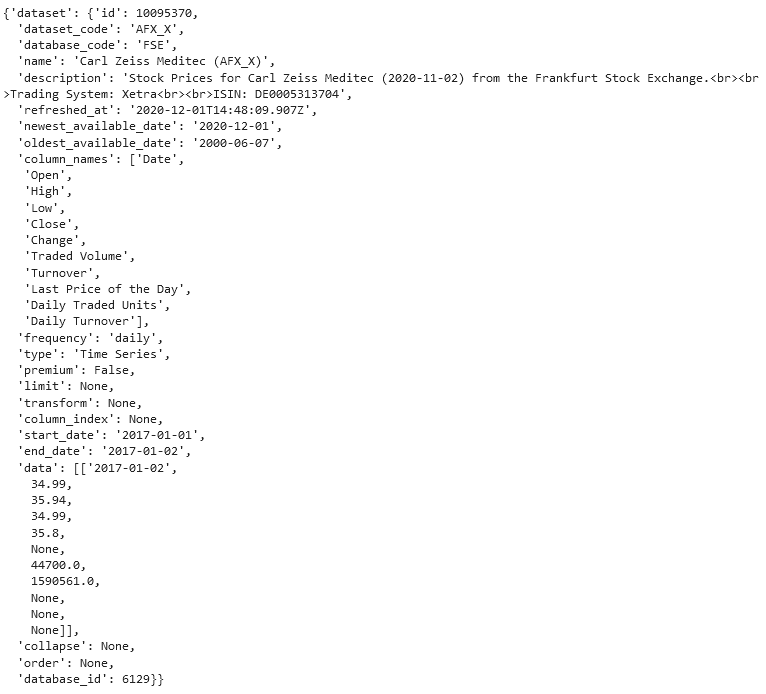 {'dataset': {'id': 10095370,
'dataset_code': 'AFX_X',
'database_code': 'FSE',
'name': 'Carl Zeiss Meditec (AFX_X)',
'description': 'Stock Prices for Carl Zeiss Meditec (2020-11-02) from the Frankfurt Stock Exchange.<br><br
>Trading System: Xetra<br><br>ISIN: DE0005313704',
'refreshed_at': '2020-12-01T14:48:09.907Z',
'newest_available_date': '2020-12-01',
'oldest_available_date': '2000-06-07',
'column_names': ['Date',
'Open',
'High',
'Low',
'Close',
'Change',
'Traded Volume',
'Turnover',
'Last Price of the Day',
'Daily Traded Units',
'Daily Turnover'],
'frequency': 'daily',
'type': 'Time Series',
'premium': False,
'limit': None,
'transform': None,
'column_index': None,
'start_date': '2017-01-01',
'end_date': '2017-01-02',
'data': [['2017-01-02',
34.99,
35.94,
34.99,
35.8,
None,
44700.0,
1590561.0,
None,
None,
None]],
'collapse': None,
'order': None,
'database_id': 6129}}